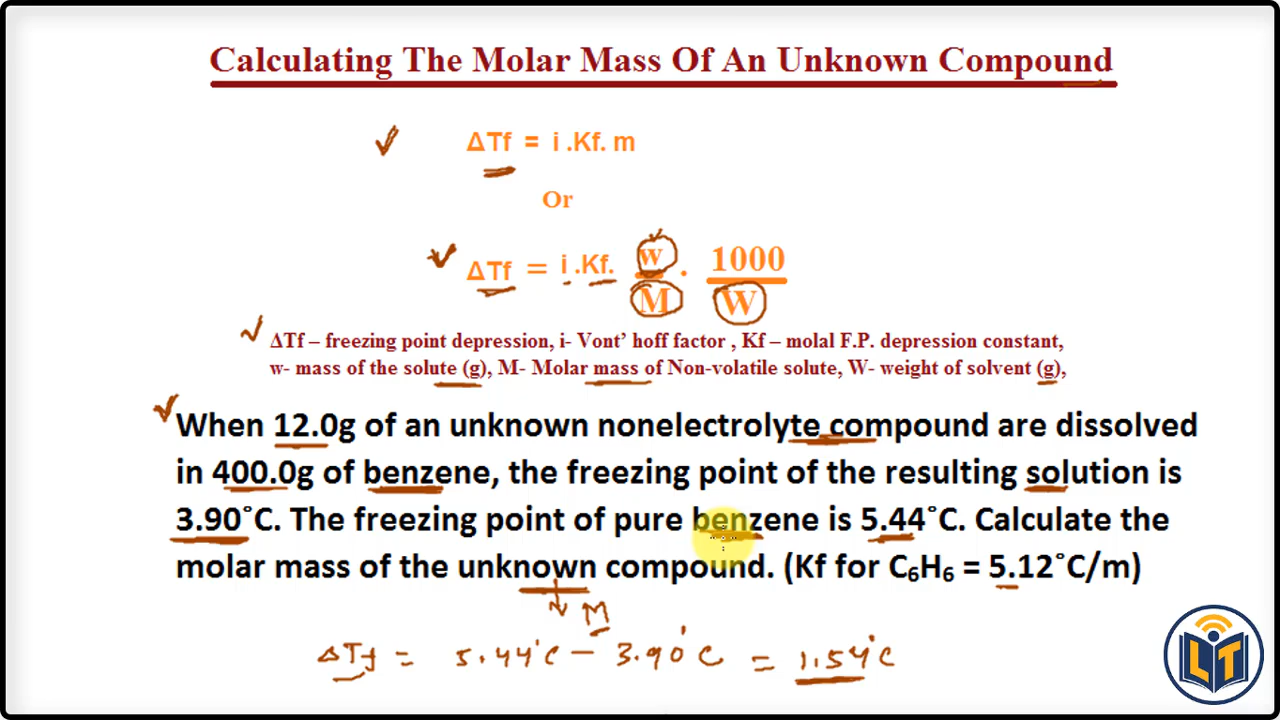 Calculating The Molar Mass Of An Unknown Compound
ΔTf = i .Kf. m
Or
ΔTf = i .Kf. w/M . 1000/W
ΔTf – freezing point depression, i- Vont’ hoff factor , Kf – molal F.P. depression constant,
w- mass of the solute (g), M- Molar mass of Non-volatile solute, W- weight of solvent (g),
When 12.0g of an unknown nonelectrolyte compound are dissolved
in 400.0g of benzene, the freezing point of the resulting solution is
3.90°C. The freezing point of pure benzene is 5.44°C. Calculate the
molar mass of the unknown compound. (Kf for C₆H₆ = 5.12°C/m)
M
ΔTf = 5.44°C – 3.90°C = 1.54°C
LT